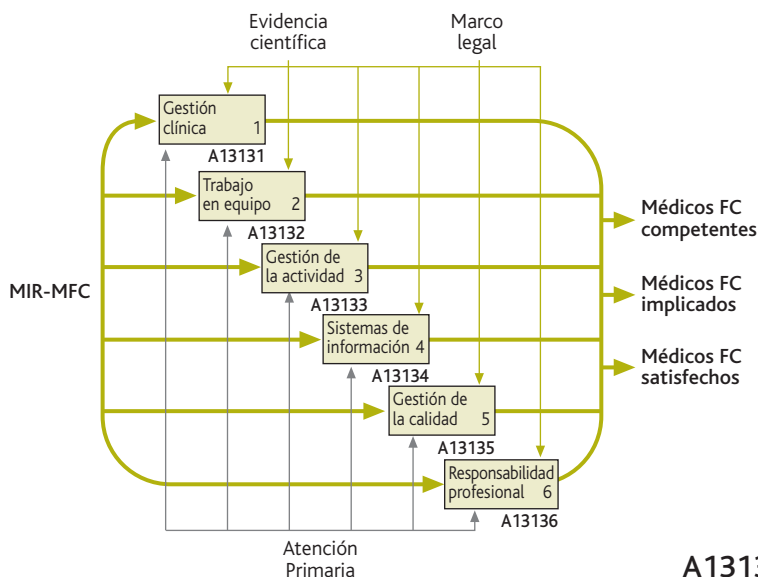 Evidencia
científica
Marco
legal
Gestión
clínica 1
A13131
Trabajo
en equipo 2
A13132
Gestión de
la actividad 3
A13133
Sistemas de
información 4
A13134
Gestión de
la calidad 5
A13135
Responsabilidad
profesional 6
A13136
MIR-MFC
Médicos FC
competentes
Médicos FC
implicados
Médicos FC
satisfechos
Atención
Primaria
A1313